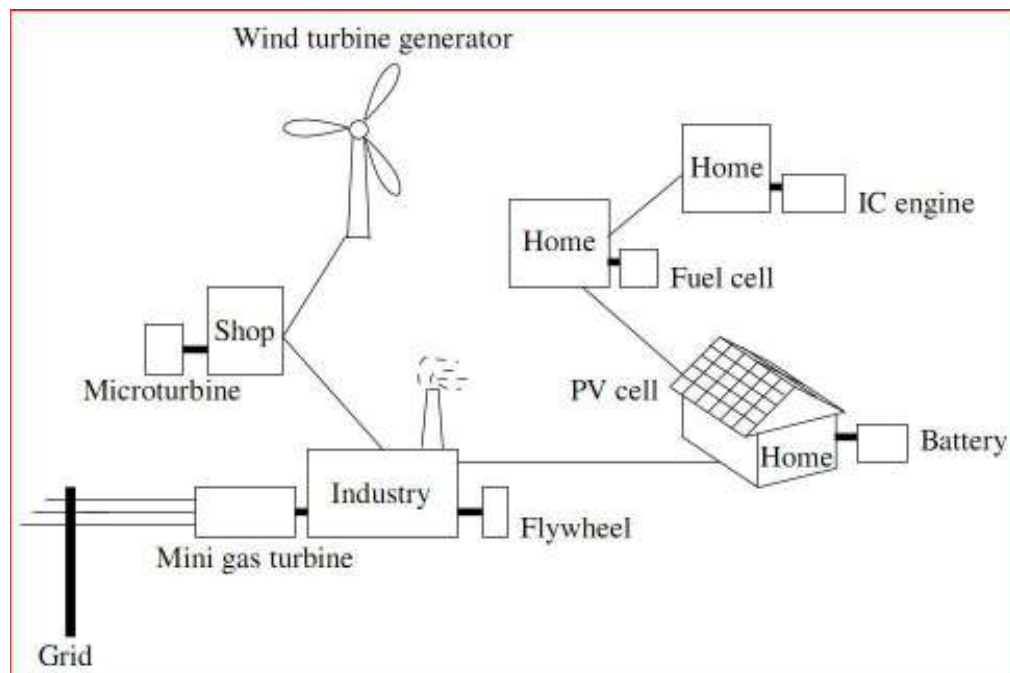 Wind turbine generator
Home
IC engine
Home
Fuel cell
Shop
Microturbine
PV cell
Home
Battery
Industry
Flywheel
Mini gas turbine
Grid